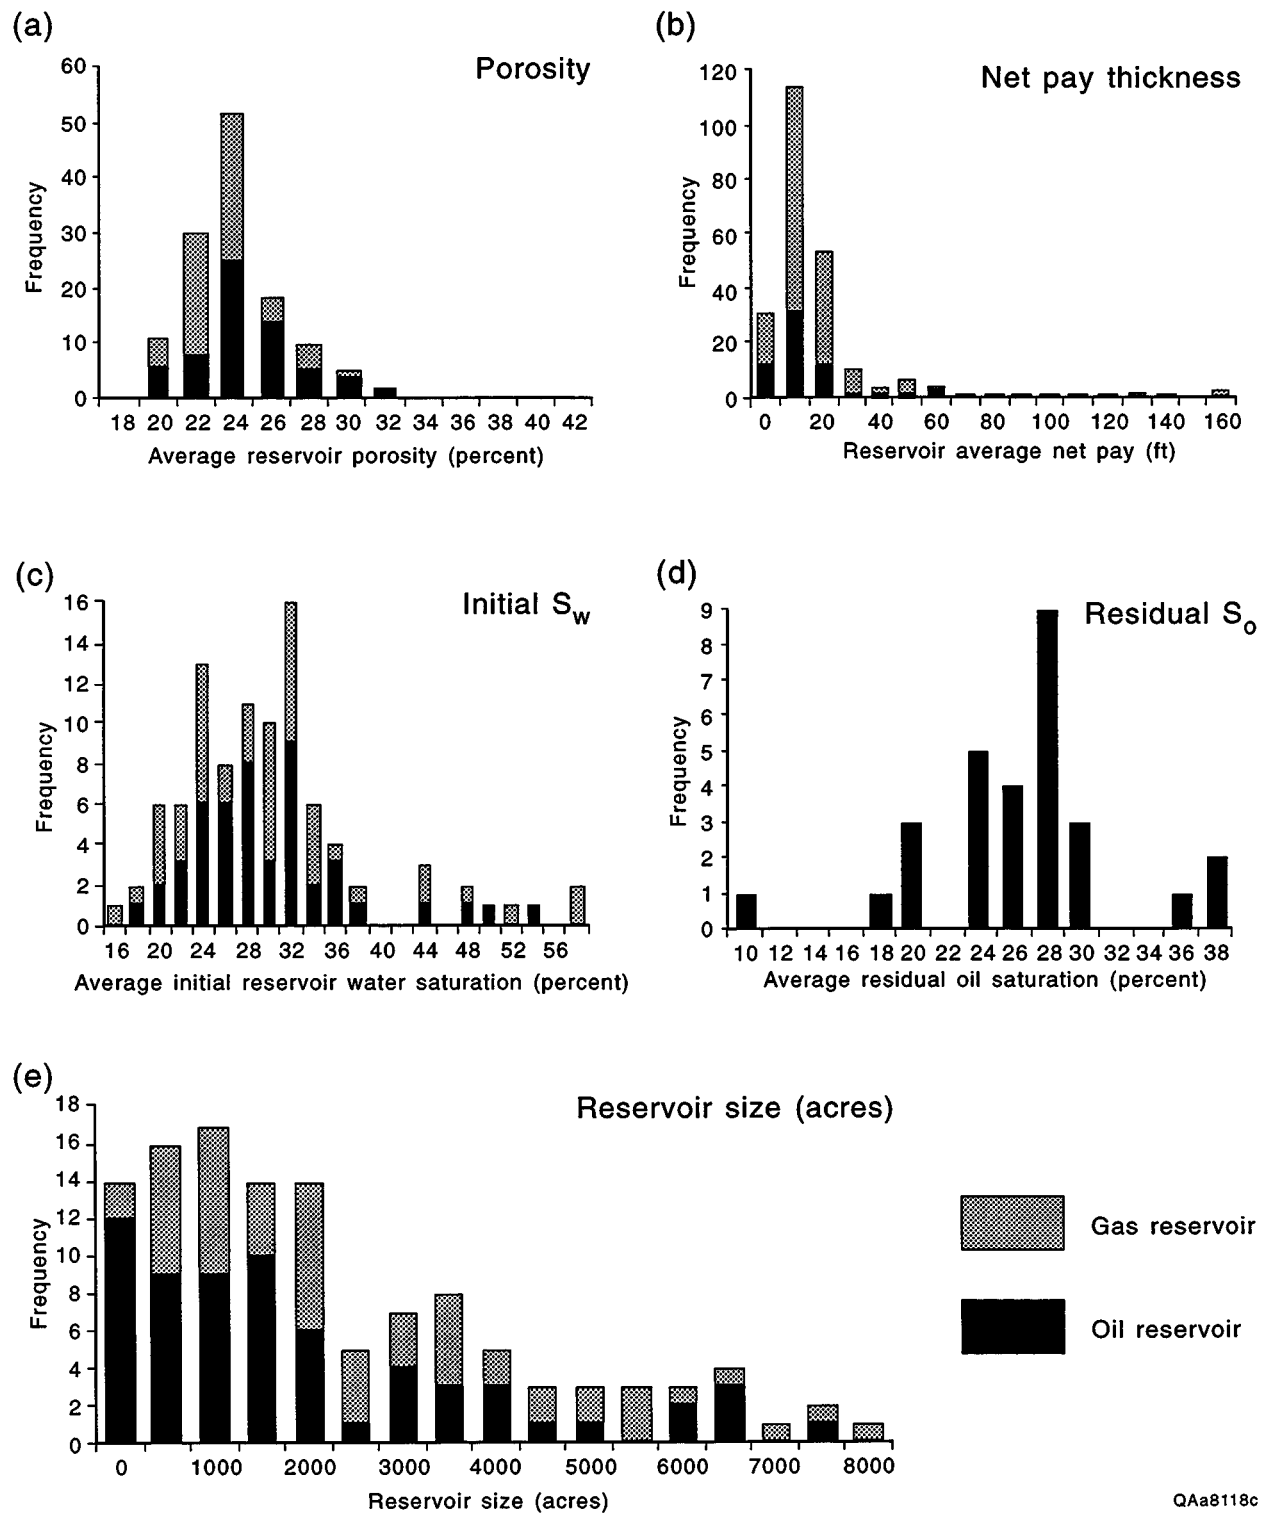 (a)
Porosity
60
50
40
30
20
10
0
Frequency
18 20 22 24 26 28 30 32 34 36 38 40 42
Average reservoir porosity (percent)
(b)
Net pay thickness
120
100
80
60
40
20
0
Frequency
0 20 40 60 80 100 120 140 160
Reservoir average net pay (ft)
(c)
Initial Sw
16
14
12
10
8
6
4
2
0
Frequency
16 20 24 28 32 36 40 44 48 52 56
Average initial reservoir water saturation (percent)
(d)
Residual So
9
8
7
6
5
4
3
2
1
0
Frequency
10 12 14 16 18 20 22 24 26 28 30 32 34 36 38
Average residual oil saturation (percent)
(e)
Reservoir size (acres)
18
16
14
12
10
8
6
4
2
0
Frequency
0 1000 2000 3000 4000 5000 6000 7000 8000
Reservoir size (acres)
Gas reservoir
Oil reservoir
QAa8118c